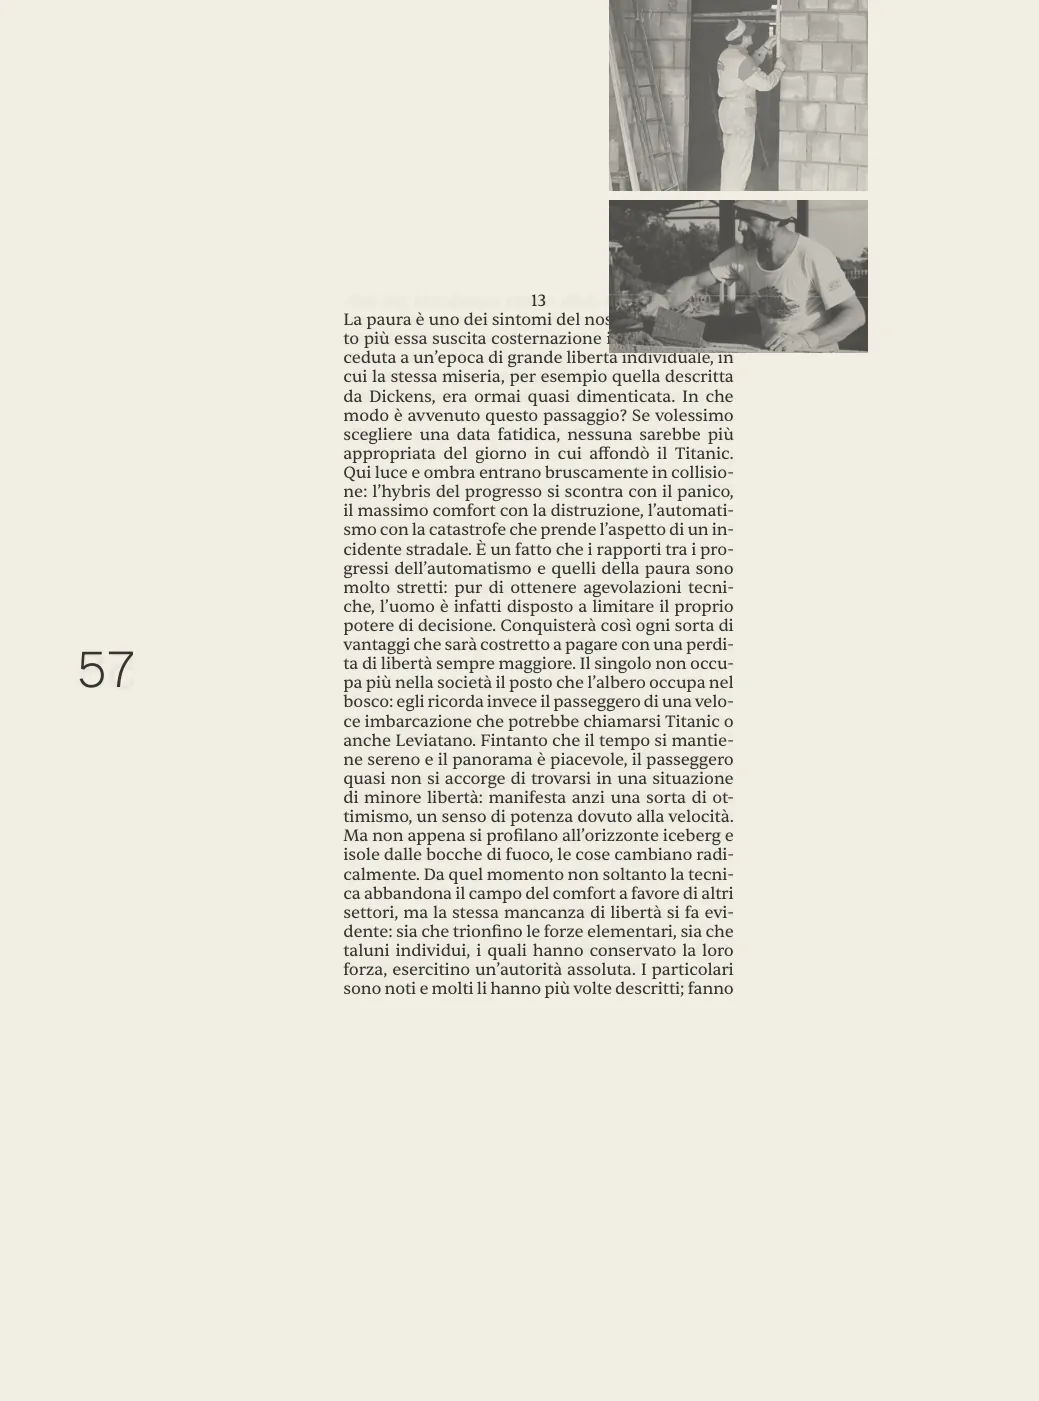 13
La paura è uno dei sintomi del nos
to più essa suscita costernazione
ceduta a un'epoca di grande libertà individuale, in
cui la stessa miseria, per esempio quella descritta
da Dickens, era ormai quasi dimenticata. In che
modo è avvenuto questo passaggio? Se volessimo
scegliere una data fatidica, nessuna sarebbe più
appropriata del giorno in cui affondò il Titanic.
Qui luce e ombra entrano bruscamente in collisio-
ne: l'hybris del progresso si scontra con il panico,
il massimo comfort con la distruzione, l'automati-
smo con la catastrofe che prende l'aspetto di un in-
cidente stradale. È un fatto che i rapporti tra i pro-
gressi dell'automatismo e quelli della paura sono
molto stretti: pur di ottenere agevolazioni tecni-
che, l'uomo è infatti disposto a limitare il proprio
potere di decisione. Conquisterà così ogni sorta di
vantaggi che sarà costretto a pagare con una perdi-
ta di libertà sempre maggiore. Il singolo non occu-
pa più nella società il posto che l'albero occupa nel
bosco: egli ricorda invece il passeggero di una velo-
ce imbarcazione che potrebbe chiamarsi Titanic o
anche Leviatano. Fintanto che il tempo si mantie-
ne sereno e il panorama è piacevole, il passeggero
quasi non si accorge di trovarsi in una situazione
di minore libertà: manifesta anzi una sorta di ot-
timismo, un senso di potenza dovuto alla velocità.
Ma non appena si profilano all'orizzonte iceberg e
isole dalle bocche di fuoco, le cose cambiano radi-
calmente. Da quel momento non soltanto la tecni-
ca abbandona il campo del comfort a favore di altri
settori, ma la stessa mancanza di libertà si fa evi-
dente: sia che trionfino le forze elementari, sia che
taluni individui, i quali hanno conservato la loro
forza, esercitino un'autorità assoluta. I particolari
sono noti e molti li hanno più volte descritti; fanno
57